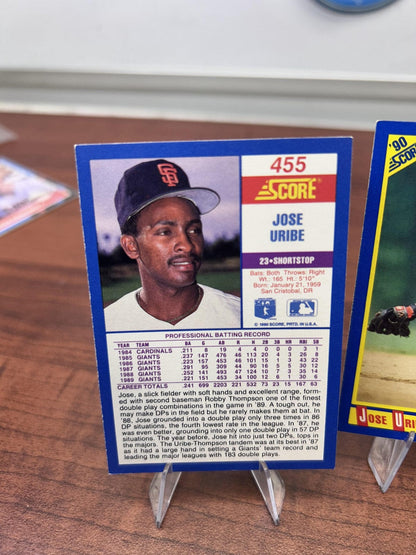 SF
455
SCORE
JOSE
URIBE
23•SHORTSTOP
Bats: Both Throws: Right
Wt.: 165 Ht.: 5'10
Born: January 21, 1959
San Cristobal, DR
© 1990 SCORE, PRTD. IN U.S.A.
PROFESSIONAL BATTING RECORD
YEAR TEAM BA G AB R H 2B 3B HR RBI SB
1984 CARDINALS .211 8 19 4 4 0 0 0 3 1
1985 GIANTS .237 147 476 46 113 20 4 3 26 8
1986 GIANTS .223 157 453 46 101 15 1 3 43 22
1987 GIANTS .291 95 309 44 90 16 5 5 30 12
1988 GIANTS .252 141 493 47 124 10 7 3 35 14
1989 GIANTS .221 151 453 34 100 12 6 1 30 6
CAREER TOTALS .241 699 2203 221 532 73 23 15 167 63
Jose, a slick fielder with soft hands and excellent range, form-
ed with second baseman Robby Thompson one of the finest
double play combinations in the game in '89. A tough out, he
may make DPs in the field but he rarely makes them at bat. In
'88, Jose grounded into a double play only three times in 86
DP situations, the fourth lowest rate in the league. In '87, he
was even better, grounding into only one double play in 57 DP
situations. The year before, Jose hit into just two DPs, tops in
the majors. The Uribe-Thompson tandem was at its best in '87
as it had a large hand in setting a Giants' team record and
leading the major leagues with 183 double plays.
'90
SCORE
JOSE U